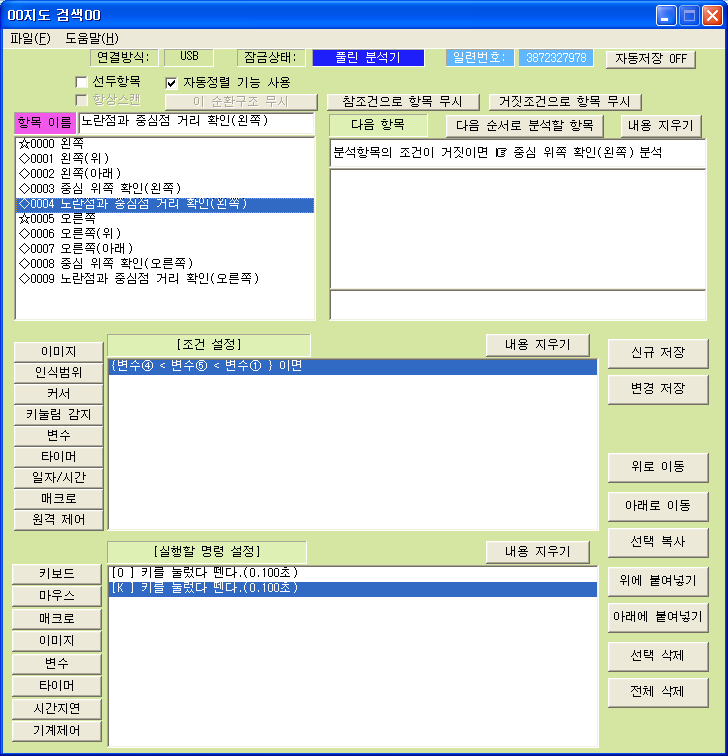 00지도 검색00
파일(F) 도움말(H)
연결방식: USB 잠금상태: 풀린 분석기 일련번호: 3872327978 자동저장 OFF
선두항목 자동정렬 기능 사용
항상스캔 이 순환구조 무시 참조건으로 항목 무시 거짓조건으로 항목 무시
항목 이름 노란점과 중심점 거리 확인(왼쪽) 다음 항목 다음 순서로 분석할 항목 내용 지우기
☆0000 왼쪽
◇0001 왼쪽(위)
◇0002 왼쪽(아래)
◇0003 중심 위쪽 확인(왼쪽)
◇0004 노란점과 중심점 거리 확인(왼쪽)
☆0005 오른쪽
◇0006 오른쪽(위)
◇0007 오른쪽(아래)
◇0008 중심 위쪽 확인(오른쪽)
◇0009 노란점과 중심점 거리 확인(오른쪽)
분석항목의 조건이 거짓이면 ☞ 중심 위쪽 확인(왼쪽) 분석
[조건 설정] 내용 지우기
이미지
인식범위
커서
키눌림 감지
변수
타이머
일자/시간
매크로
원격 제어
{변수④ < 변수⑤ < 변수① } 이면
신규 저장
변경 저장
위로 이동
아래로 이동
선택 복사
위에 붙여넣기
아래에 붙여넣기
선택 삭제
전체 삭제
[실행할 명령 설정] 내용 지우기
키보드
마우스
매크로
이미지
변수
타이머
시간지연
기계제어
[O ] 키를 눌렀다 뗀다.(0.100초)
[K ] 키를 눌렀다 뗀다.(0.100초)